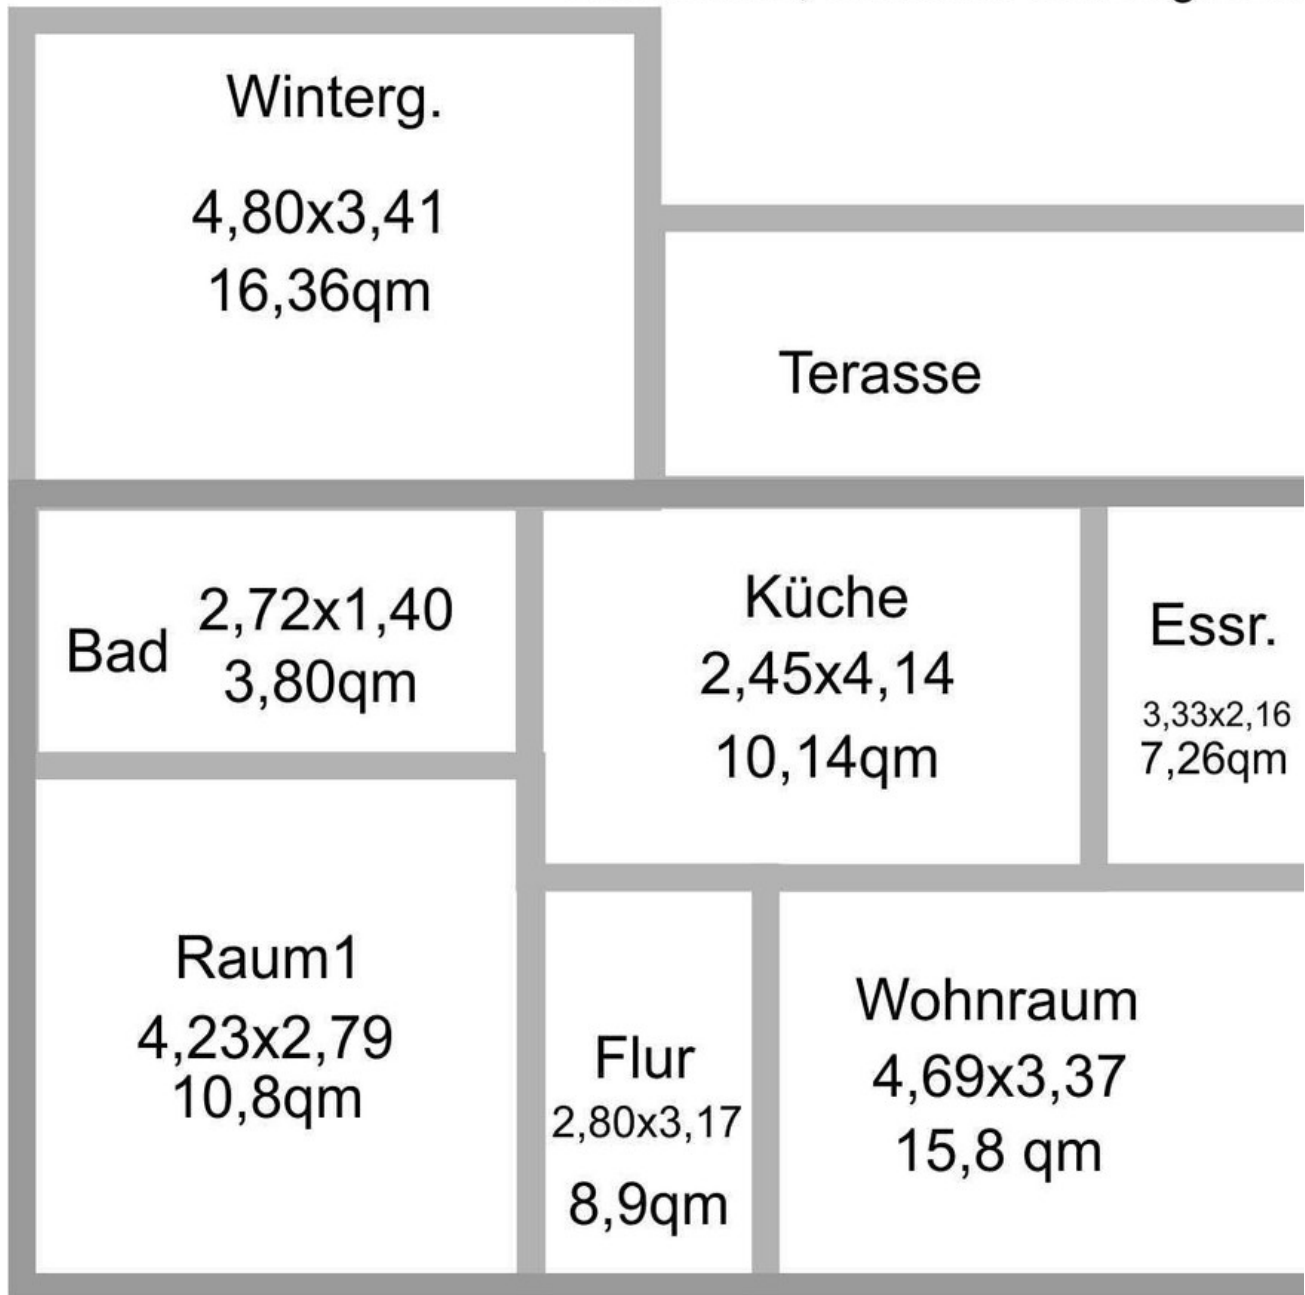 Winterg.
4,80x3,41
16,36qm
Terasse
Bad
2,72x1,40
3,80qm
Küche
2,45x4,14
10,14qm
Essr.
3,33x2,16
7,26qm
Raum1
4,23x2,79
10,8qm
Flur
2,80x3,17
8,9qm
Wohnraum
4,69x3,37
15,8 qm